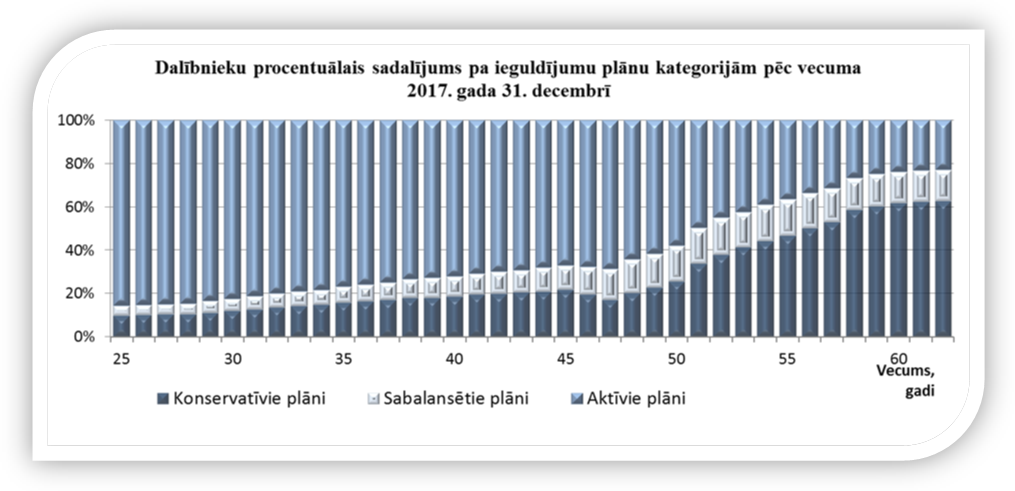 Dalībnieku procentuālais sadalījums pa ieguldījumu plānu kategorijām pēc vecuma
2017. gada 31. decembrī
100%
80%
60%
40%
20%
0%
25 30 35 40 45 50 55 60
Vecums,
gadi
Konservatīvie plāni Sabalansētie plāni Aktīvie plāni